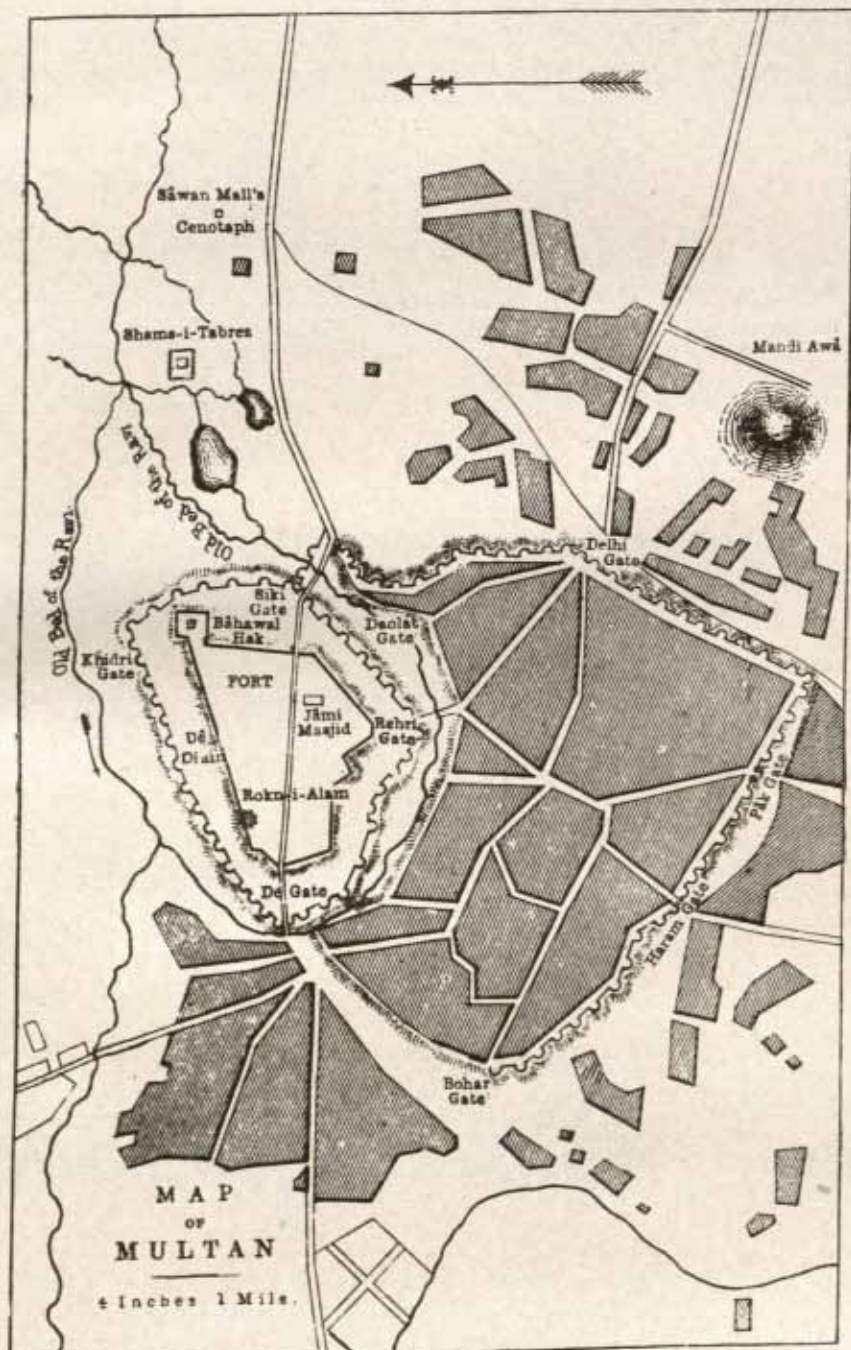 Sâwan Mall's
Cenotaph
Shams-i-Tabrez
Mandi Awâ
Old Bed of the Ravi
Old Bed of the Ravi
Delhi
Gate
Siki
Gate
Bâhawal
Hak
Daolat
Gate
Khidri
Gate
FORT
Jâmi
Masjid
Rehri
Gate
Rokn-i-Alam
Pâk Gate
De Gate
Haram Gate
Bohar
Gate
MAP
OF
MULTAN
4 Inches 1 Mile.